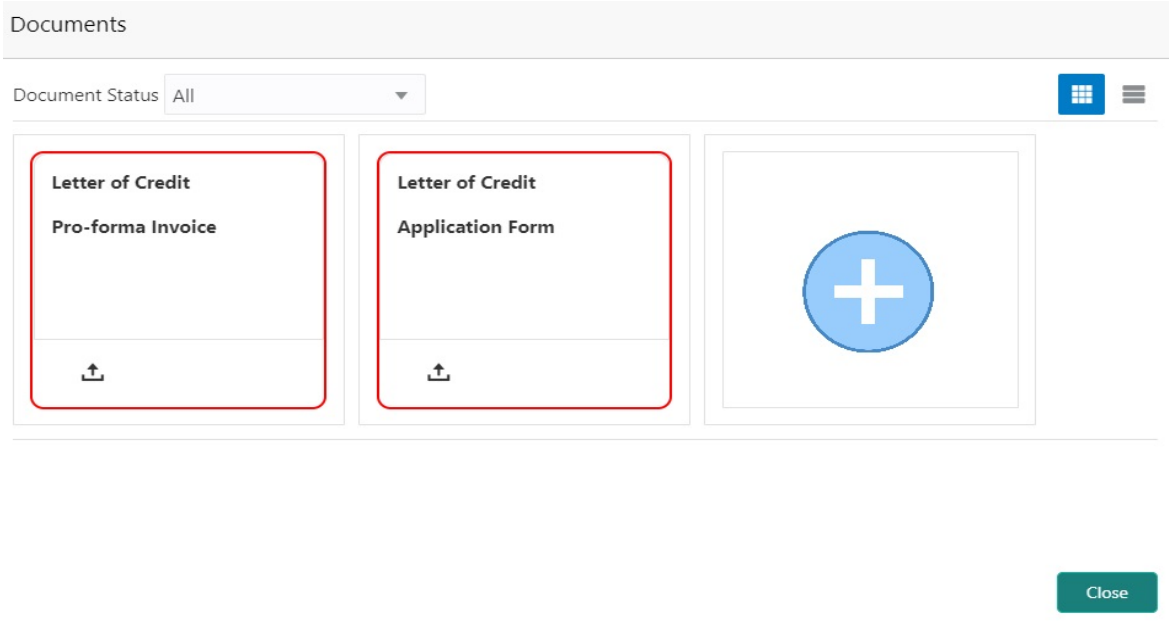 Documents
Document Status All
Letter of Credit
Pro-forma Invoice
Letter of Credit
Application Form
Close